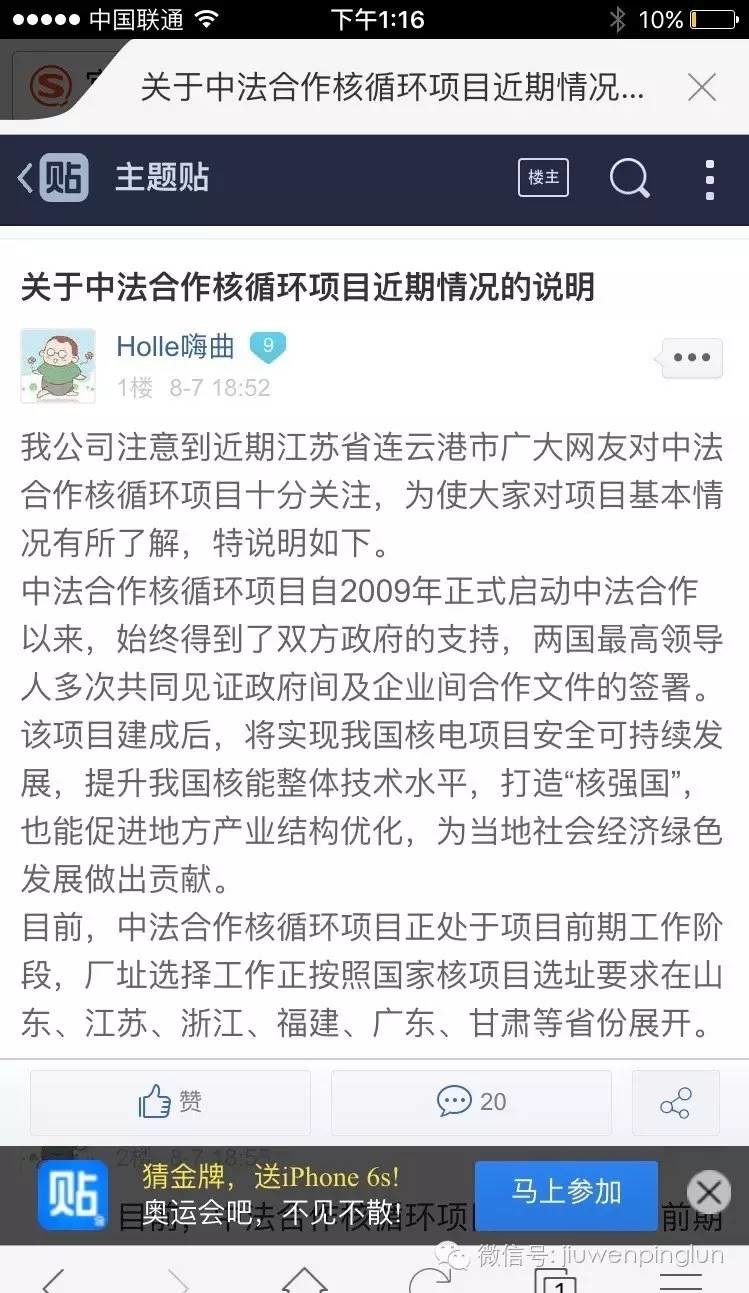 中国联通
下午1:16
10%
关于中法合作核循环项目近期情况...
贴 主题贴
楼主
关于中法合作核循环项目近期情况的说明
Holle嗨曲 9
1楼 8-7 18:52
我公司注意到近期江苏省连云港市广大网友对中法
合作核循环项目十分关注，为使大家对项目基本情
况有所了解，特说明如下。
中法合作核循环项目自2009年正式启动中法合作
以来，始终得到了双方政府的支持，两国最高领导
人多次共同见证政府间及企业间合作文件的签署。
该项目建成后，将实现我国核电项目安全可持续发
展，提升我国核能整体技术水平，打造“核强国”，
也能促进地方产业结构优化，为当地社会经济绿色
发展做出贡献。
目前，中法合作核循环项目正处于项目前期工作阶
段，厂址选择工作正按照国家核项目选址要求在山
东、江苏、浙江、福建、广东、甘肃等省份展开。
赞
20
2楼 8-7 18:55
贴
猜金牌，送iPhone 6s!
奥运会吧，不见不散!
马上参加
目前，中法合作核循环项目
前期
微信号: jiuwenpinglun
1